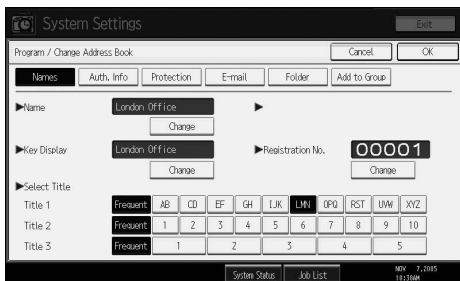 System Settings Exit
Program / Change Address Book Cancel OK
Names Auth. Info Protection E-mail Folder Add to Group
▶Name London Office ▶
Change
▶Key Display London Office ▶Registration No. 00001
Change Change
▶Select Title
Title 1 Frequent AB CD EF GH IJK LMN OPQ RST UVW XYZ
Title 2 Frequent 1 2 3 4 5 6 7 8 9 10
Title 3 Frequent 1 2 3 4 5
System Status Job List NOV 7,2005
10:38AM